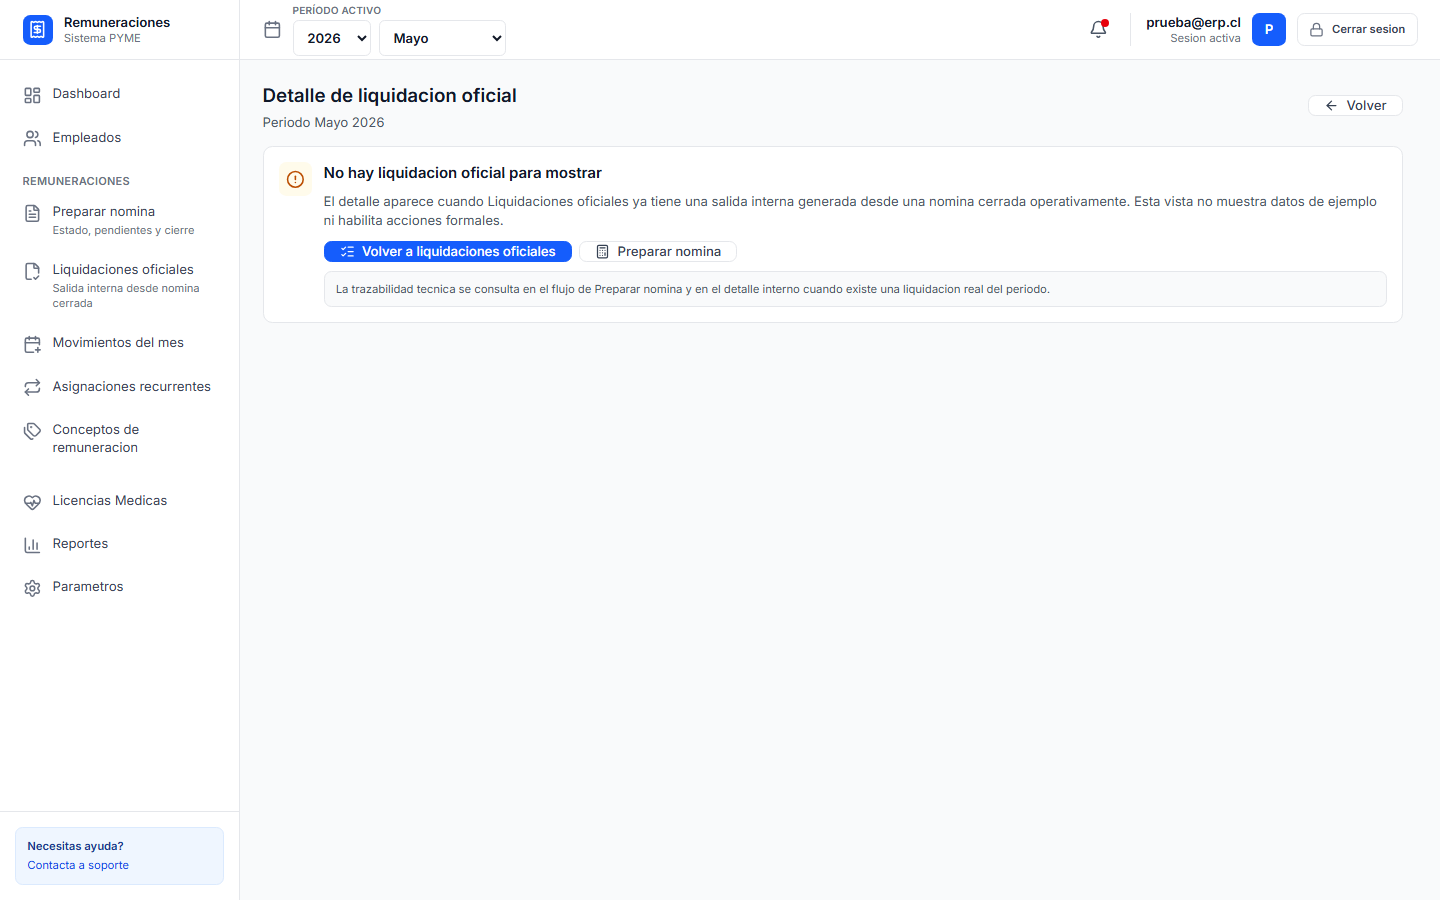 Remuneraciones
Sistema PYME
PERÍODO ACTIVO
2026
Mayo
prueba@erp.cl
Sesion activa
P
Cerrar sesion
Dashboard
Empleados
REMUNERACIONES
Preparar nomina
Estado, pendientes y cierre
Liquidaciones oficiales
Salida interna desde nomina
cerrada
Movimientos del mes
Asignaciones recurrentes
Conceptos de
remuneracion
Licencias Medicas
Reportes
Parametros
Necesitas ayuda?
Contacta a soporte
Detalle de liquidacion oficial
Periodo Mayo 2026
Volver
No hay liquidacion oficial para mostrar
El detalle aparece cuando Liquidaciones oficiales ya tiene una salida interna generada desde una nomina cerrada operativamente. Esta vista no muestra datos de ejemplo
ni habilita acciones formales.
Volver a liquidaciones oficiales
Preparar nomina
La trazabilidad tecnica se consulta en el flujo de Preparar nomina y en el detalle interno cuando existe una liquidacion real del periodo.